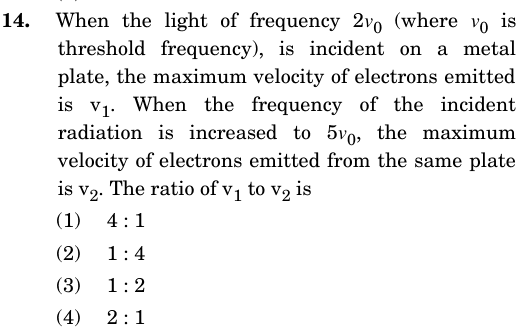 14. When the light of frequency 2ν₀ (where ν₀ is
threshold frequency), is incident on a metal
plate, the maximum velocity of electrons emitted
is v₁. When the frequency of the incident
radiation is increased to 5ν₀, the maximum
velocity of electrons emitted from the same plate
is v₂. The ratio of v₁ to v₂ is
(1) 4 : 1
(2) 1 : 4
(3) 1 : 2
(4) 2 : 1